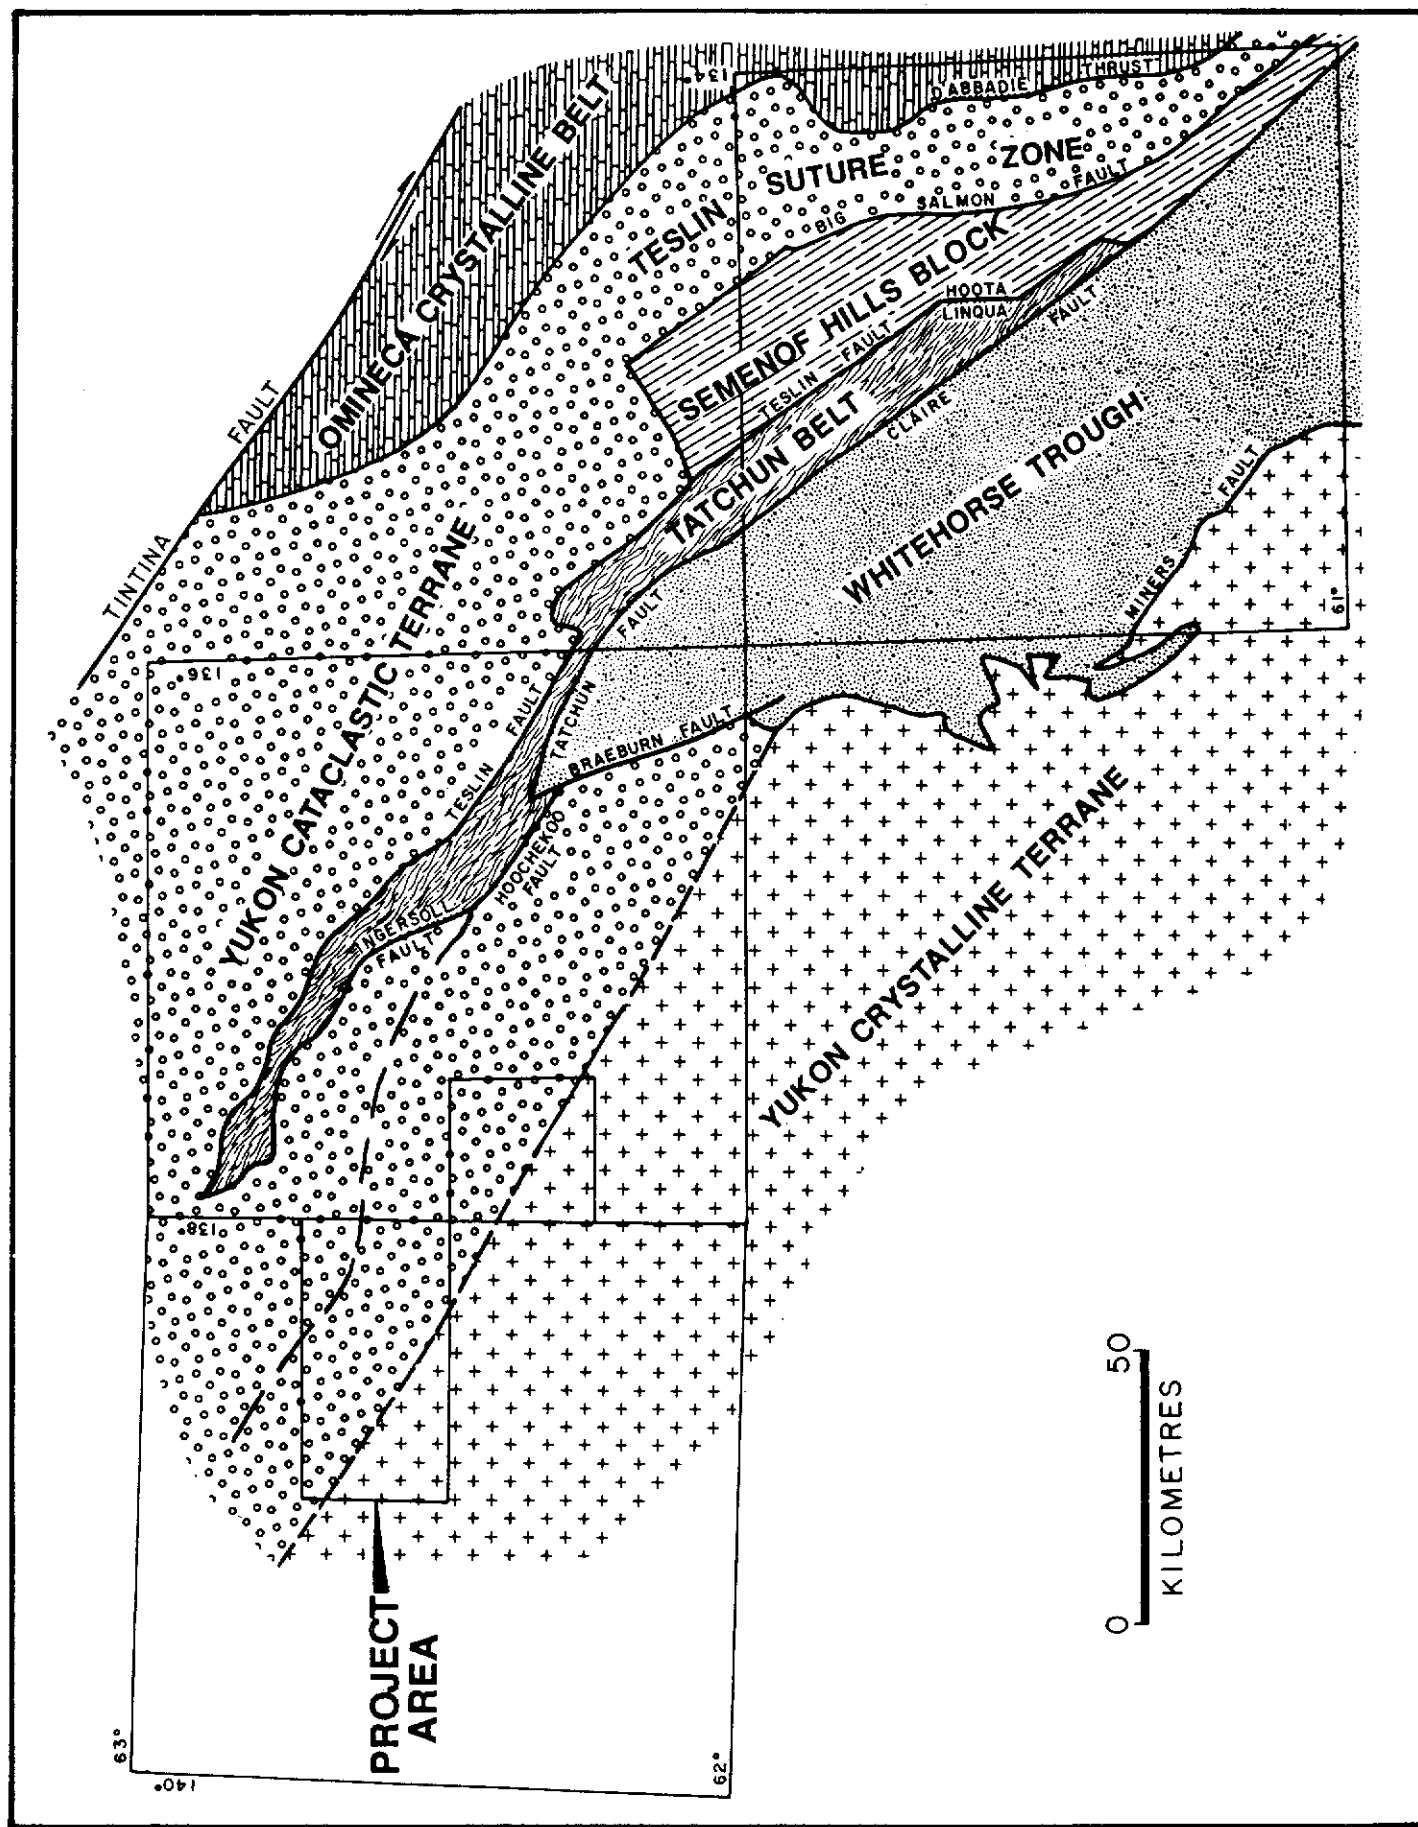 TINTINA
FAULT
OMINECA CRYSTALLINE BELT
134°
D'ABBADIE
THRUST
TESLIN
SUTURE
ZONE
BIG
SALMON
FAULT
SEMENOF HILLS BLOCK
HOOTA
LINQUA
TESLIN FAULT
TATCHUN BELT
CLAIRE
FAULT
WHITEHORSE TROUGH
MINERS
FAULT
61°
YUKON CATACLASTIC TERRANE
136°
TESLIN
FAULT
TATCHUN
FAULT
BRAEBURN FAULT
HOOCHEKOO
FAULT
INGERSOLL
FAULT
YUKON CRYSTALLINE TERRANE
138°
PROJECT
AREA
63°
140°
62°
0
50
KILOMETRES